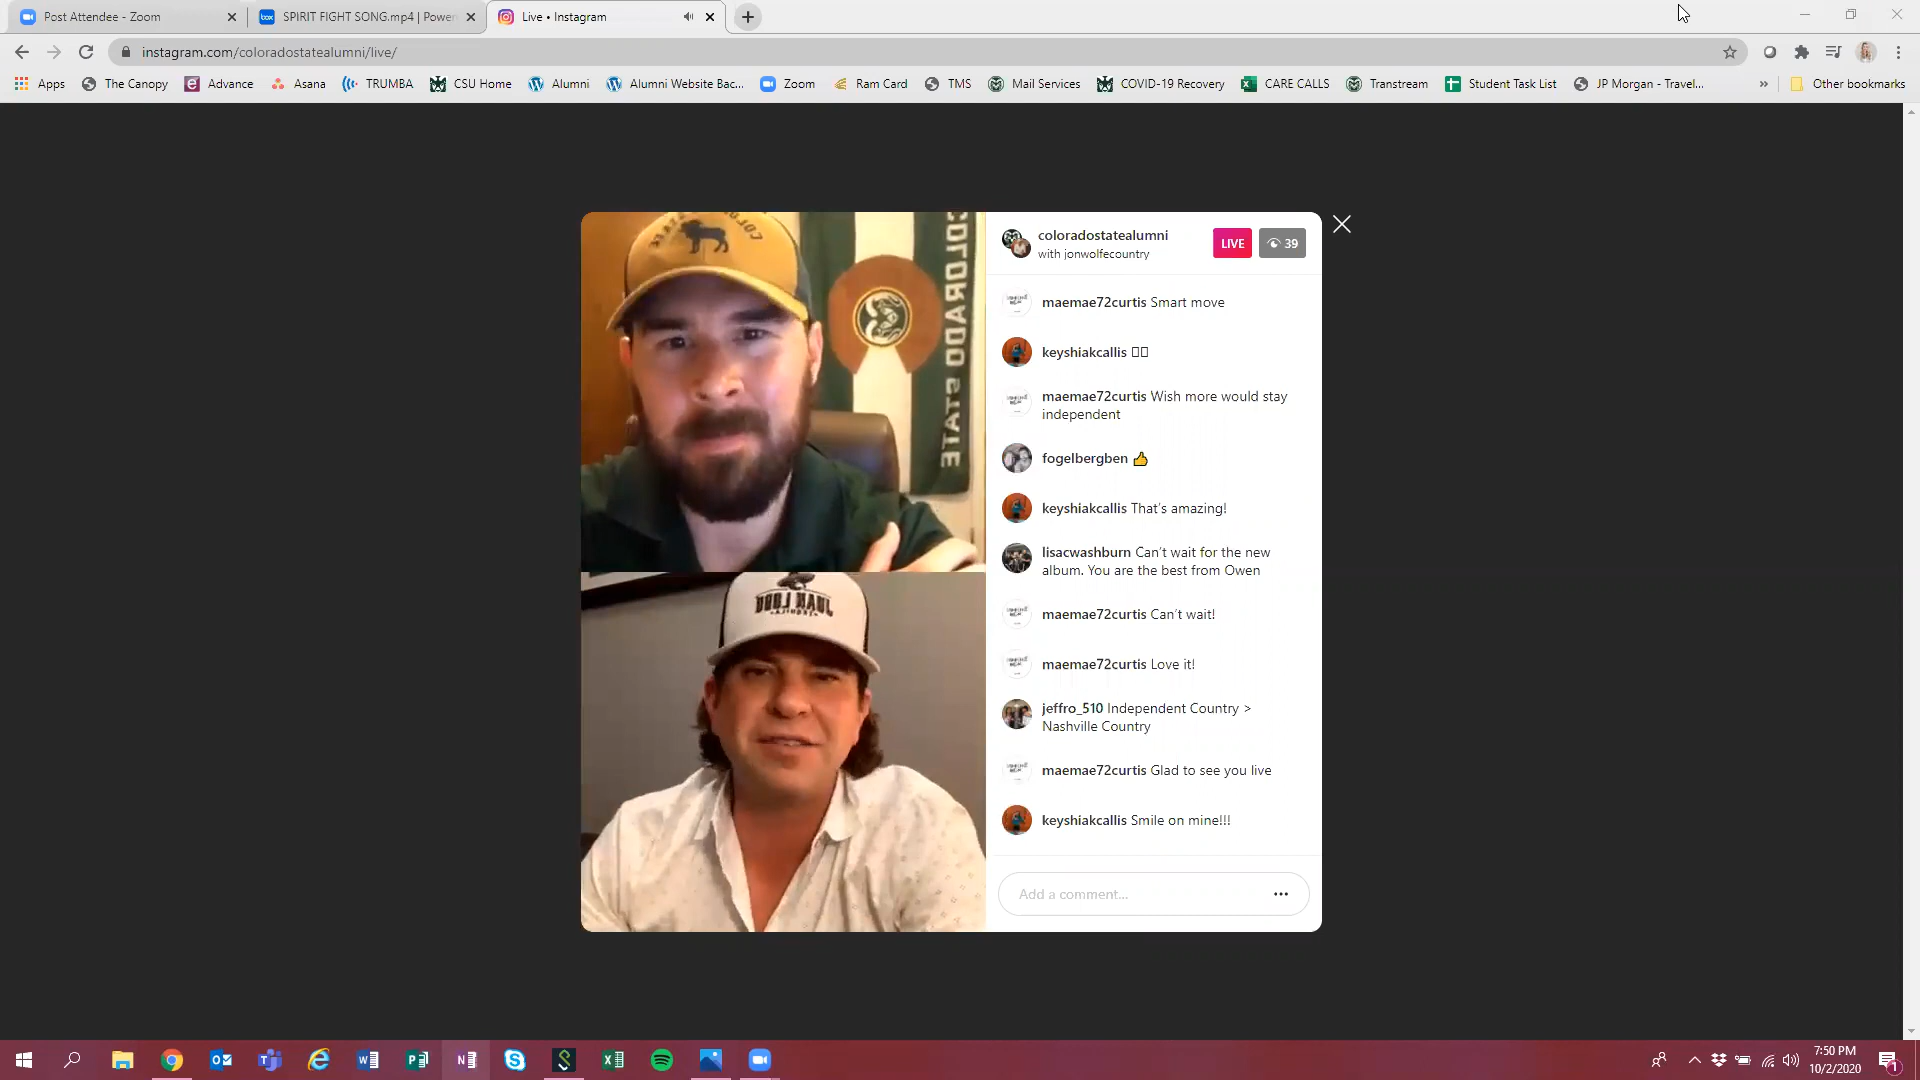 Post Attendee - Zoom
SPIRIT FIGHT SONG.mp4 | Power
Live • Instagram
instagram.com/coloradostatealumni/live/
Apps The Canopy Advance Asana TRUMBA CSU Home Alumni Alumni Website Bac... Zoom Ram Card TMS Mail Services COVID-19 Recovery CARE CALLS Transtream Student Task List JP Morgan - Travel... » Other bookmarks
COLORADO STATE
coloradostatealumni
with jonwolfecountry
LIVE
39
maemae72curtis Smart move
keyshiakcallis
maemae72curtis Wish more would stay
independent
fogelbergben 👍
keyshiakcallis That's amazing!
lisacwashburn Can't wait for the new
album. You are the best from Owen
maemae72curtis Can't wait!
maemae72curtis Love it!
jeffro_510 Independent Country >
Nashville Country
maemae72curtis Glad to see you live
keyshiakcallis Smile on mine!!!
Add a comment...
7:50 PM
10/2/2020
1